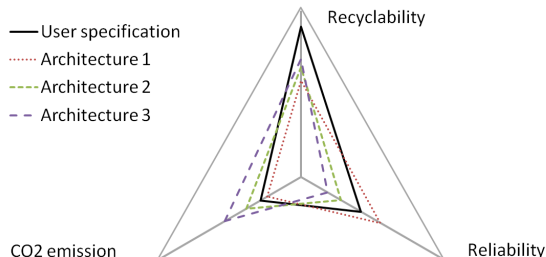 Recyclability
User specification
Architecture 1
Architecture 2
Architecture 3
CO2 emission
Reliability